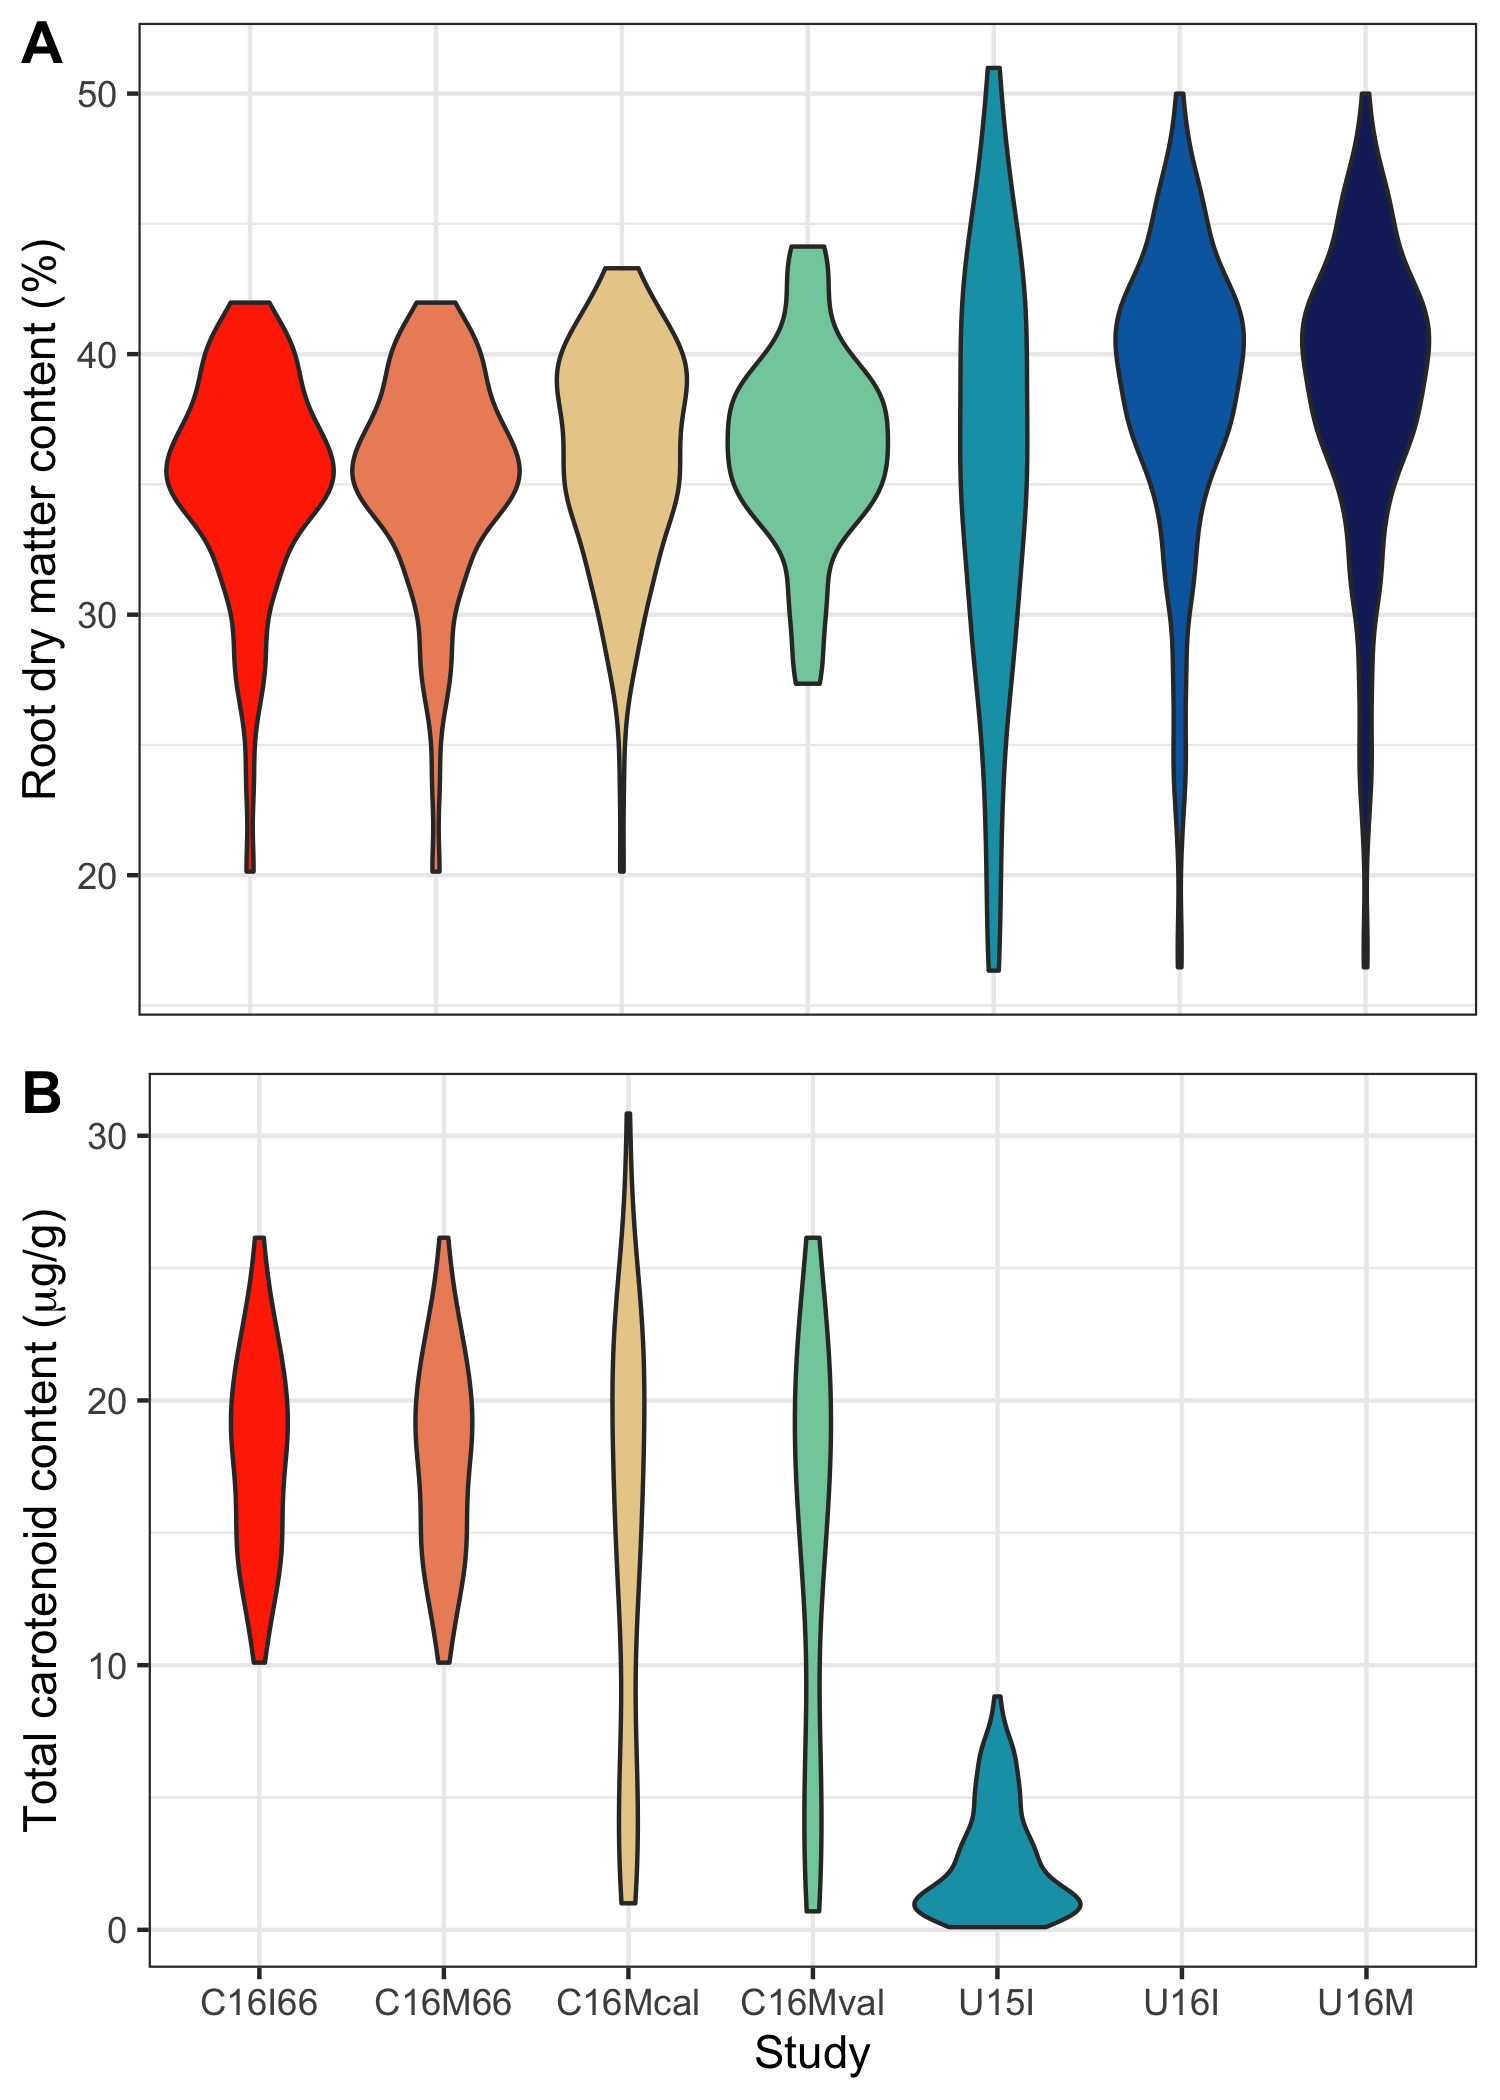 A
Root dry matter content (%)
50
40
30
20
B
Total carotenoid content (μg/g)
30
20
10
0
C16I66 C16M66 C16Mcal C16Mval U15I U16I U16M
Study